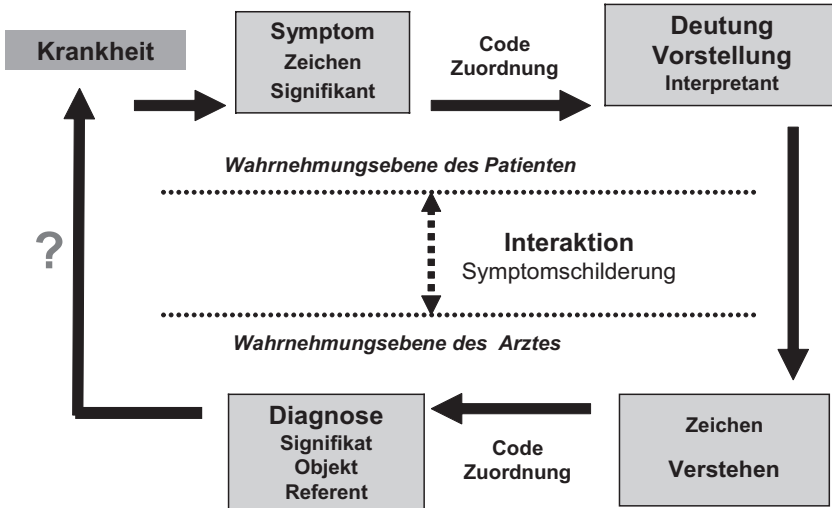 Krankheit
Symptom
Zeichen
Signifikant
Code
Zuordnung
Deutung
Vorstellung
Interpretant
Wahrnehmungsebene des Patienten
?
Interaktion
Symptomschilderung
Wahrnehmungsebene des Arztes
Diagnose
Signifikat
Objekt
Referent
Code
Zuordnung
Zeichen
Verstehen